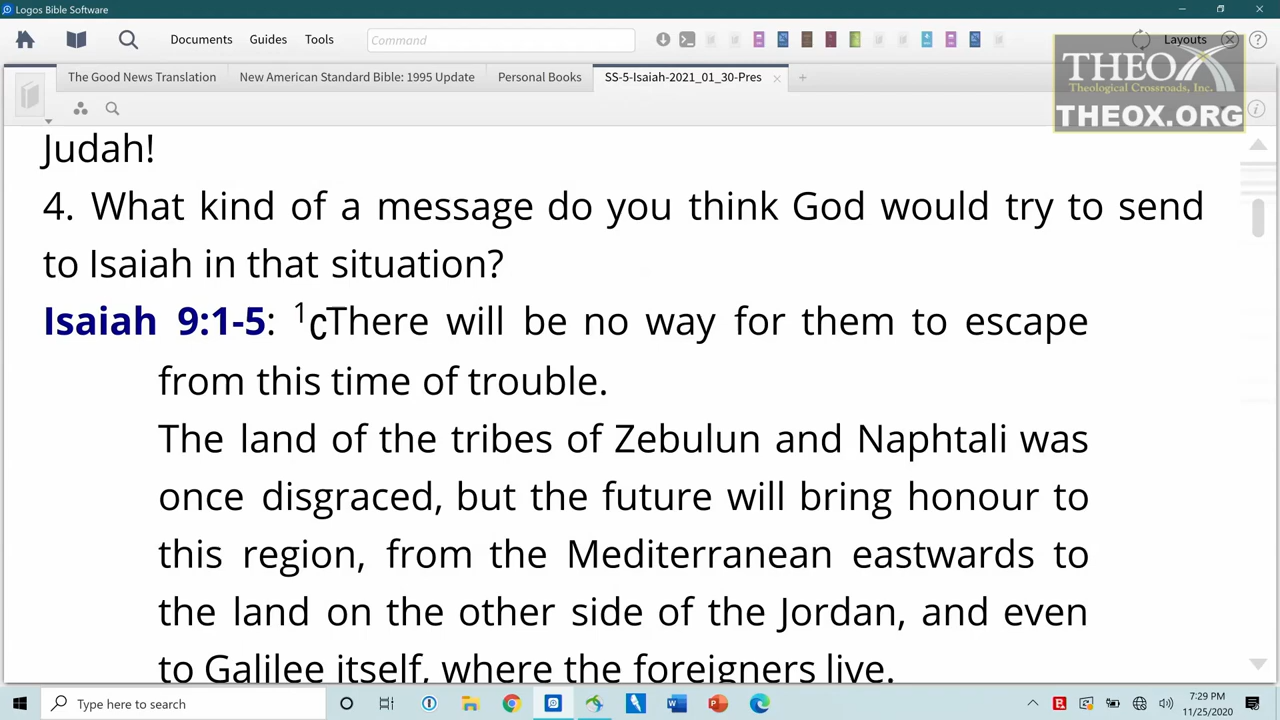 Logos Bible Software
Documents Guides Tools Command Layouts
The Good News Translation New American Standard Bible: 1995 Update Personal Books SS-5-Isaiah-2021_01_30-Pres
THEOX
Theological Crossroads, Inc.
THEOX.ORG
Judah!
4. What kind of a message do you think God would try to send
to Isaiah in that situation?
Isaiah 9:1-5: ¹cThere will be no way for them to escape
from this time of trouble.
The land of the tribes of Zebulun and Naphtali was
once disgraced, but the future will bring honour to
this region, from the Mediterranean eastwards to
the land on the other side of the Jordan, and even
to Galilee itself, where the foreigners live.
Type here to search
7:29 PM
11/25/2020